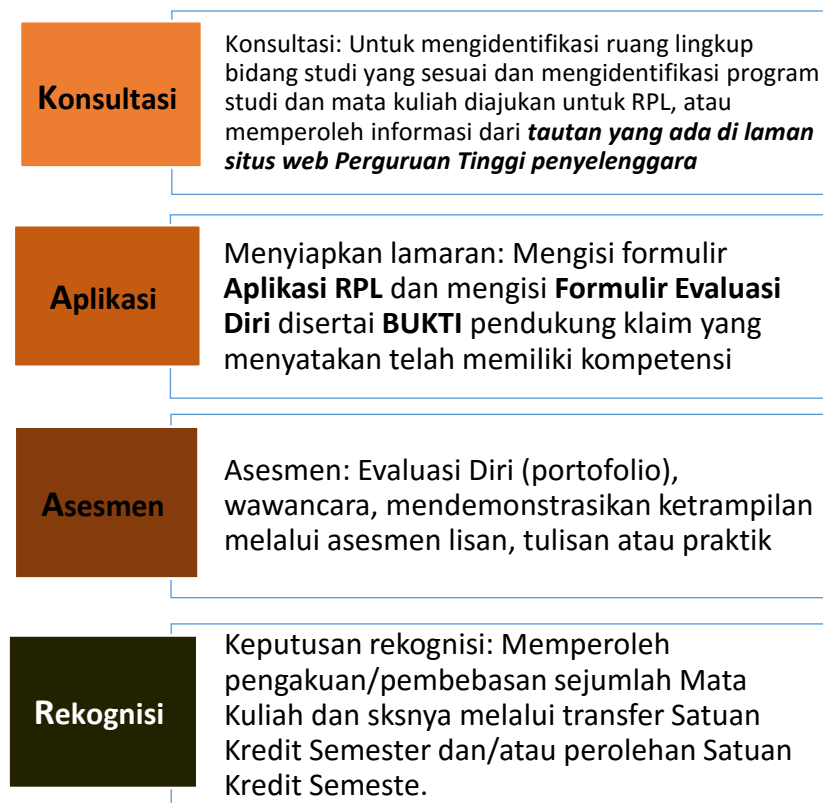 Konsultasi
Konsultasi: Untuk mengidentifikasi ruang lingkup
bidang studi yang sesuai dan mengidentifikasi program
studi dan mata kuliah diajukan untuk RPL, atau
memperoleh informasi dari tautan yang ada di laman
situs web Perguruan Tinggi penyelenggara
Aplikasi
Menyiapkan lamaran: Mengisi formulir
Aplikasi RPL dan mengisi Formulir Evaluasi
Diri disertai BUKTI pendukung klaim yang
menyatakan telah memiliki kompetensi
Asesmen
Asesmen: Evaluasi Diri (portofolio),
wawancara, mendemonstrasikan ketrampilan
melalui asesmen lisan, tulisan atau praktik
Rekognisi
Keputusan rekognisi: Memperoleh
pengakuan/pembebasan sejumlah Mata
Kuliah dan sksnya melalui transfer Satuan
Kredit Semester dan/atau perolehan Satuan
Kredit Semeste.